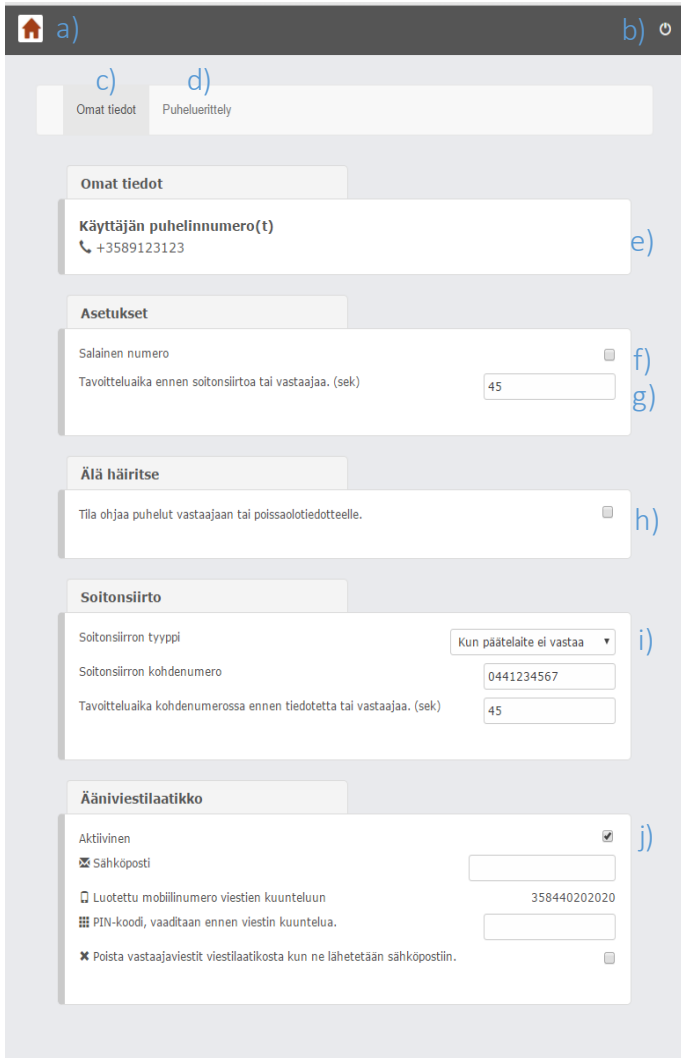 a)
b)
c)
d)
Omat tiedot Puheluerittely
Omat tiedot
Käyttäjän puhelinnumero(t)
+3589123123
e)
Asetukset
Salainen numero
f)
Tavoitteluaika ennen soitonsiirtoa tai vastaajaa. (sek) 45
g)
Älä häiritse
Tila ohjaa puhelut vastaajaan tai poissaolotiedotteelle.
h)
Soitonsiirto
Soitonsiirron tyyppi Kun päätelaite ei vastaa
i)
Soitonsiirron kohdenumero 0441234567
Tavoitteluaika kohdenumerossa ennen tiedotetta tai vastaajaa. (sek) 45
Ääniviestilaatikko
Aktiivinen
j)
Sähköposti
Luotettu mobiilinumero viestien kuunteluun 358440202020
PIN-koodi, vaaditaan ennen viestin kuuntelua.
Poista vastaajaviestit viestilaatikosta kun ne lähetetään sähköpostiin.